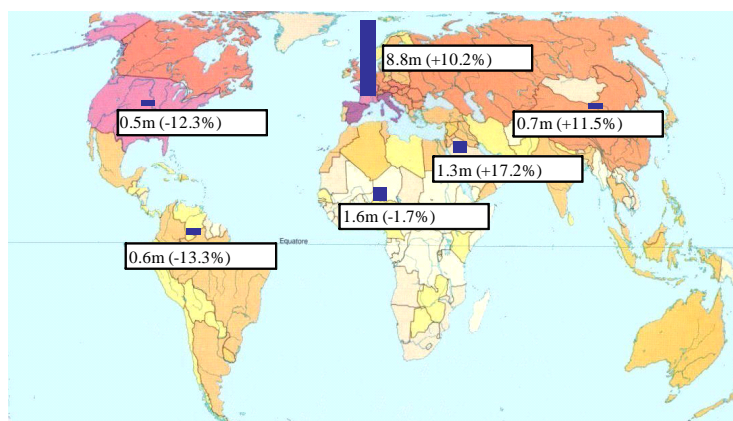 8.8m (+10.2%)
0.5m (-12.3%)
0.7m (+11.5%)
1.3m (+17.2%)
1.6m (-1.7%)
Equatore
0.6m (-13.3%)